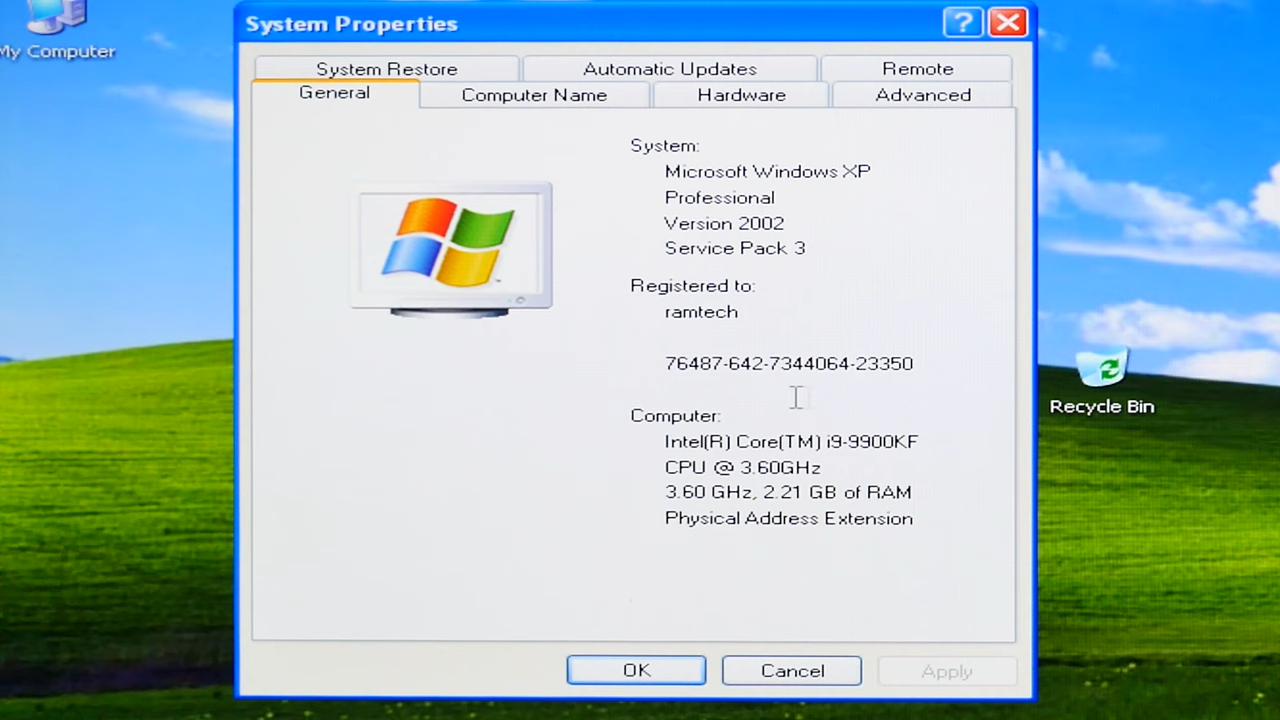 My Computer
System Properties
System Restore
Automatic Updates
Remote
General
Computer Name
Hardware
Advanced
System:
Microsoft Windows XP
Professional
Version 2002
Service Pack 3
Registered to:
ramtech
76487-642-7344064-23350
Computer:
Intel(R) Core(TM) i9-9900KF
CPU @ 3.60GHz
3.60 GHz, 2.21 GB of RAM
Physical Address Extension
Recycle Bin
OK
Cancel
Apply